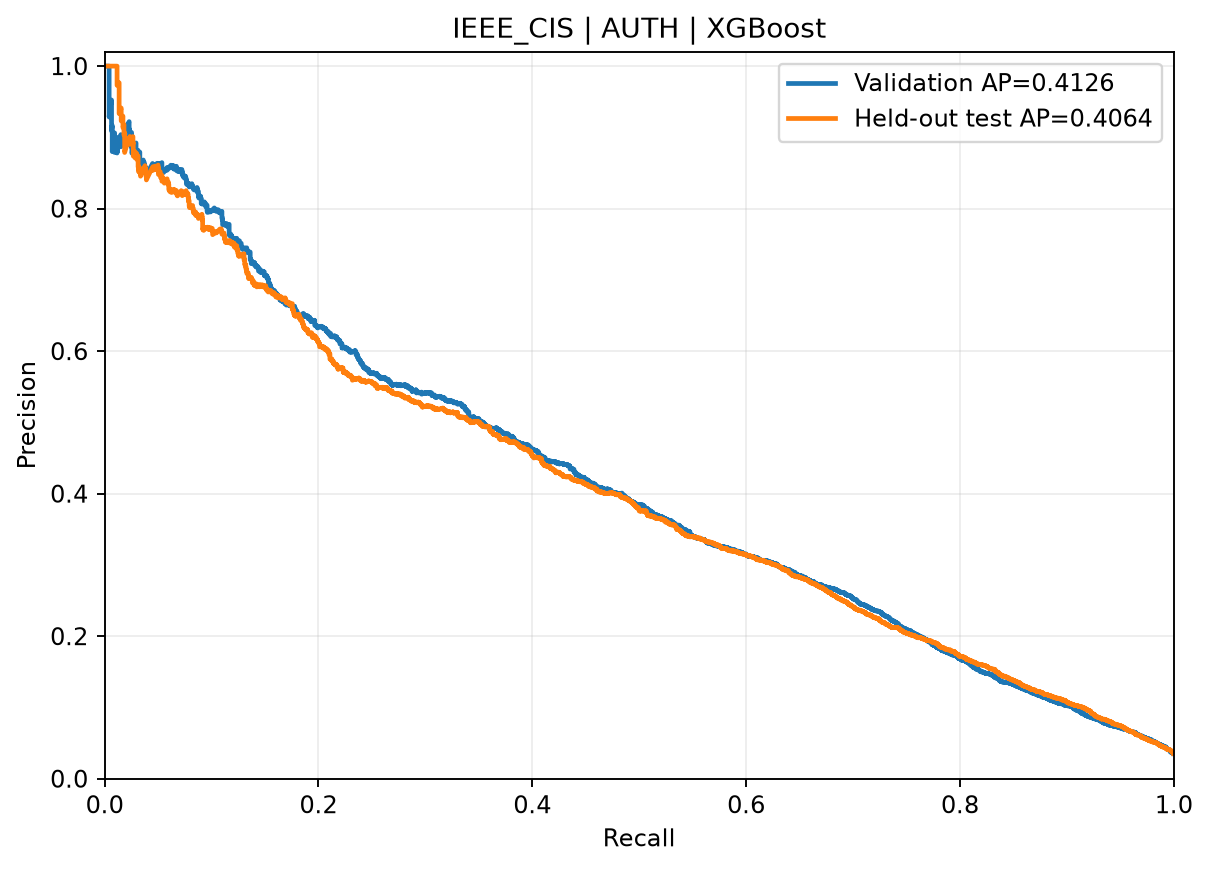 IEEE_CIS | AUTH | XGBoost
Validation AP=0.4126
Held-out test AP=0.4064
Precision
1.0
0.8
0.6
0.4
0.2
0.0
0.0 0.2 0.4 0.6 0.8 1.0
Recall